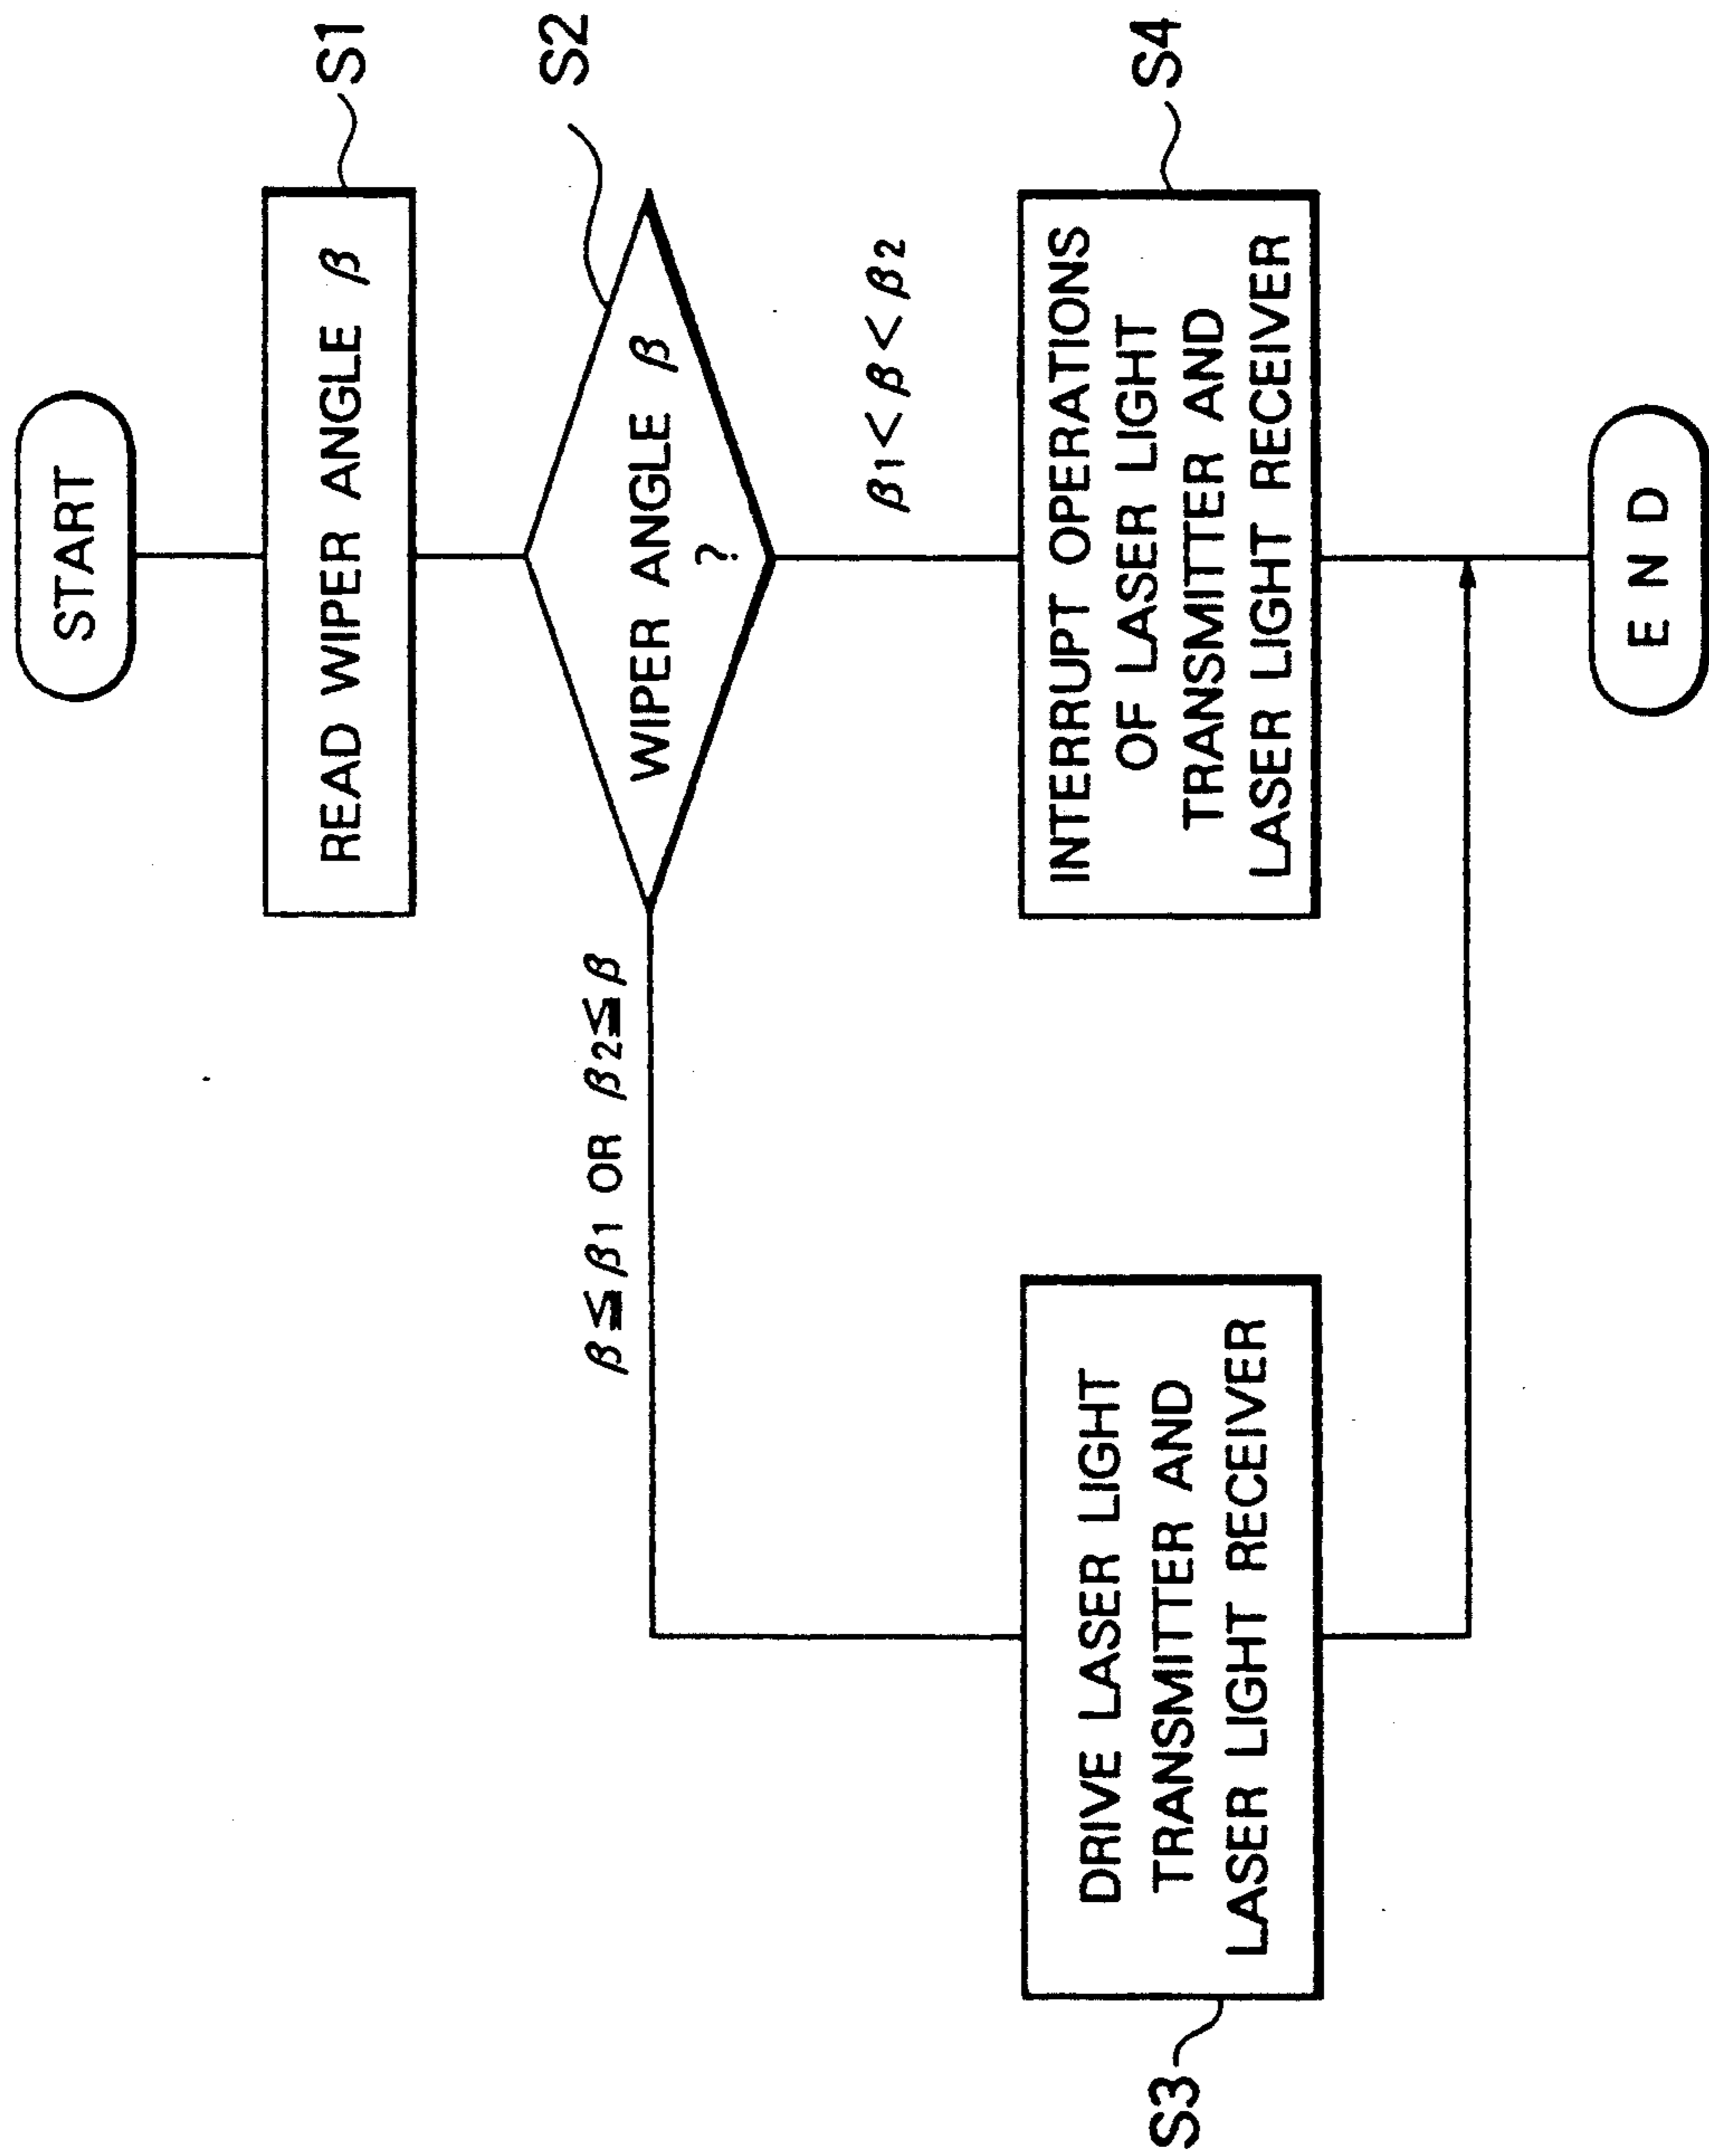 START
READ WIPER ANGLE β
S1
WIPER ANGLE β
?
S2
β≦β1 OR β2≦β
β1<β<β2
DRIVE LASER LIGHT
TRANSMITTER AND
LASER LIGHT RECEIVER
S3
INTERRUPT OPERATIONS
OF LASER LIGHT
TRANSMITTER AND
LASER LIGHT RECEIVER
S4
END